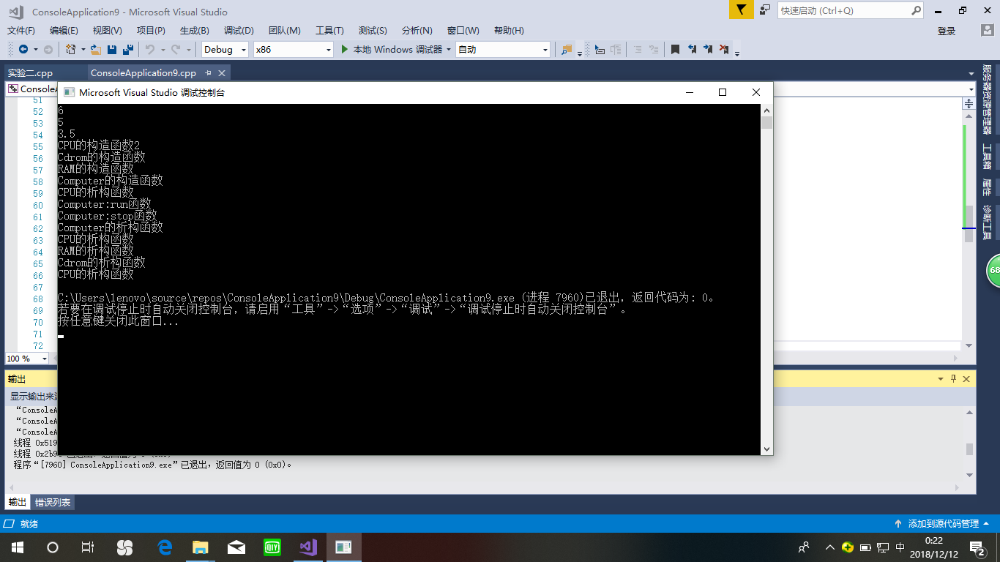 ConsoleApplication9 - Microsoft Visual Studio
快速启动 (Ctrl+Q)
文件(F) 编辑(E) 视图(V) 项目(P) 生成(B) 调试(D) 团队(M) 工具(T) 测试(S) 分析(N) 窗口(W) 帮助(H)
登录
Debug x86 本地 Windows 调试器 自动
实验二.cpp ConsoleApplication9.cpp
Microsoft Visual Studio 调试控制台
6
5
3.5
CPU的构造函数2
Cdrom的构造函数
RAM的构造函数
Computer的构造函数
CPU的析构函数
Computer:run函数
Computer:stop函数
Computer的析构函数
CPU的析构函数
RAM的析构函数
Cdrom的析构函数
CPU的析构函数
C:\Users\lenovo\source\repos\ConsoleApplication9\Debug\ConsoleApplication9.exe (进程 7960)已退出，返回代码为: 0。
若要在调试停止时自动关闭控制台，请启用“工具”->“选项”->“调试”->“调试停止时自动关闭控制台”。
按任意键关闭此窗口...
51
52
53
54
55
56
57
58
59
60
61
62
63
64
65
66
67
68
69
70
71
72
100 %
服务器资源管理器
工具箱
属性
诊断工具
68
输出
显示输出来
线程 0x519
程序“[7960] ConsoleApplication9.exe”已退出，返回值为 0 (0x0)。
输出 错误列表
就绪
添加到源代码管理
DIY
中
0:22
2018/12/12
2